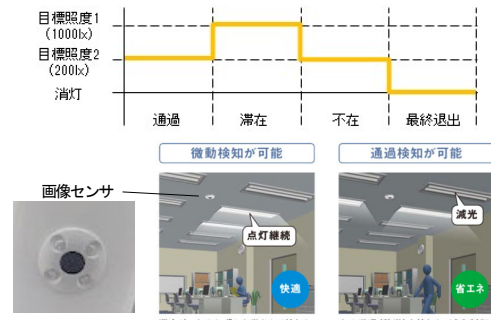 目標照度1
(1000lx)
目標照度2
(200lx)
消灯
通過
滞在
不在
最終退出
微動検知が可能
通過検知が可能
画像センサ
点灯継続
減光
快適
省エネ